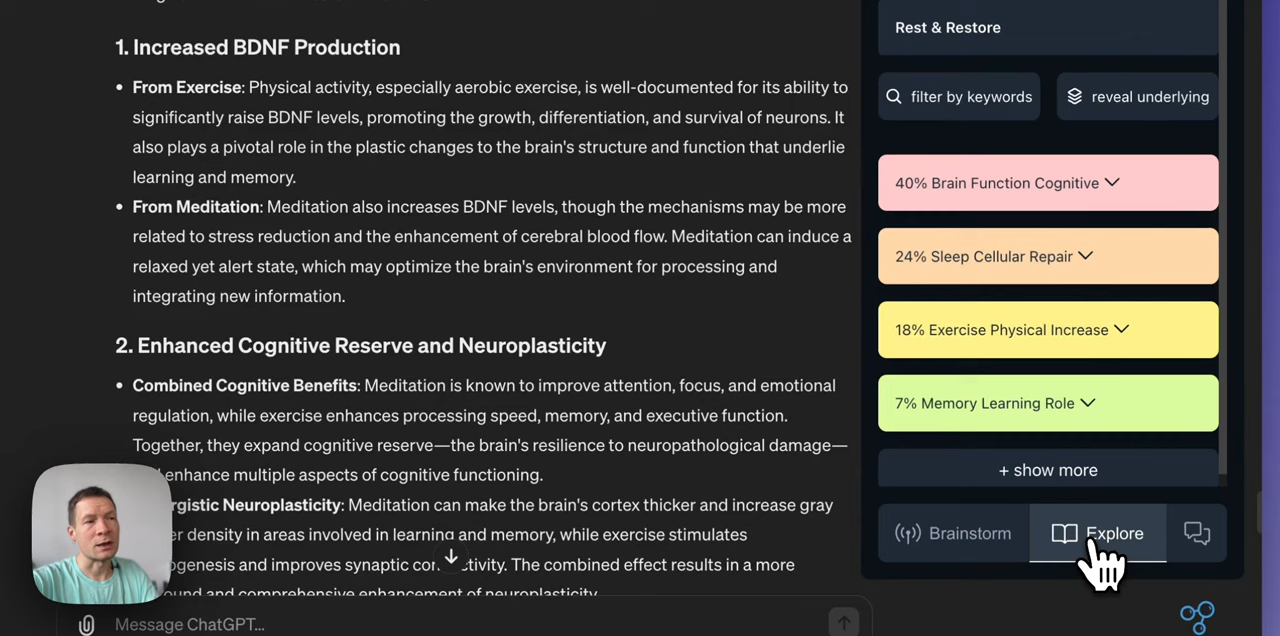 1. Increased BDNF Production
From Exercise: Physical activity, especially aerobic exercise, is well-documented for its ability to
significantly raise BDNF levels, promoting the growth, differentiation, and survival of neurons. It
also plays a pivotal role in the plastic changes to the brain's structure and function that underlie
learning and memory.
From Meditation: Meditation also increases BDNF levels, though the mechanisms may be more
related to stress reduction and the enhancement of cerebral blood flow. Meditation can induce a
relaxed yet alert state, which may optimize the brain's environment for processing and
integrating new information.
2. Enhanced Cognitive Reserve and Neuroplasticity
Combined Cognitive Benefits: Meditation is known to improve attention, focus, and emotional
regulation, while exercise enhances processing speed, memory, and executive function.
Together, they expand cognitive reserve—the brain's resilience to neuropathological damage—
enhance multiple aspects of cognitive functioning.
Neuroplasticity: Meditation can make the brain's cortex thicker and increase gray
density in areas involved in learning and memory, while exercise stimulates
and improves synaptic The combined effect results in a more
and comprehensive enhancement of neuroplasticity.
Message ChatGPT...
Rest & Restore
filter by keywords
reveal underlying
40% Brain Function Cognitive
24% Sleep Cellular Repair
18% Exercise Physical Increase
7% Memory Learning Role
+ show more
Brainstorm
Explore